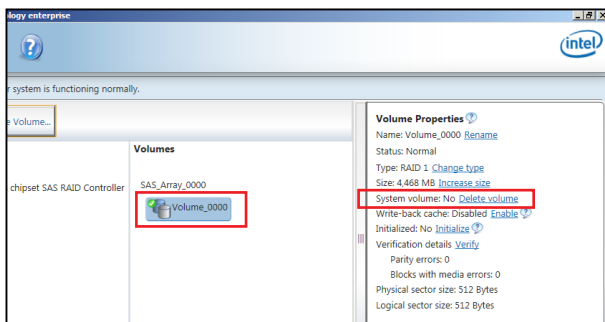 ology enterprise
?
intel
r system is functioning normally.
e Volume...
Volumes
chipset SAS RAID Controller
SAS_Array_0000
Volume_0000
Volume Properties ?
Name: Volume_0000 Rename
Status: Normal
Type: RAID 1 Change type
Size: 4,468 MB Increase size
System volume: No Delete volume
Write-back cache: Disabled Enable ?
Initialized: No Initialize ?
Verification details Verify
Parity errors: 0
Blocks with media errors: 0
Physical sector size: 512 Bytes
Logical sector size: 512 Bytes